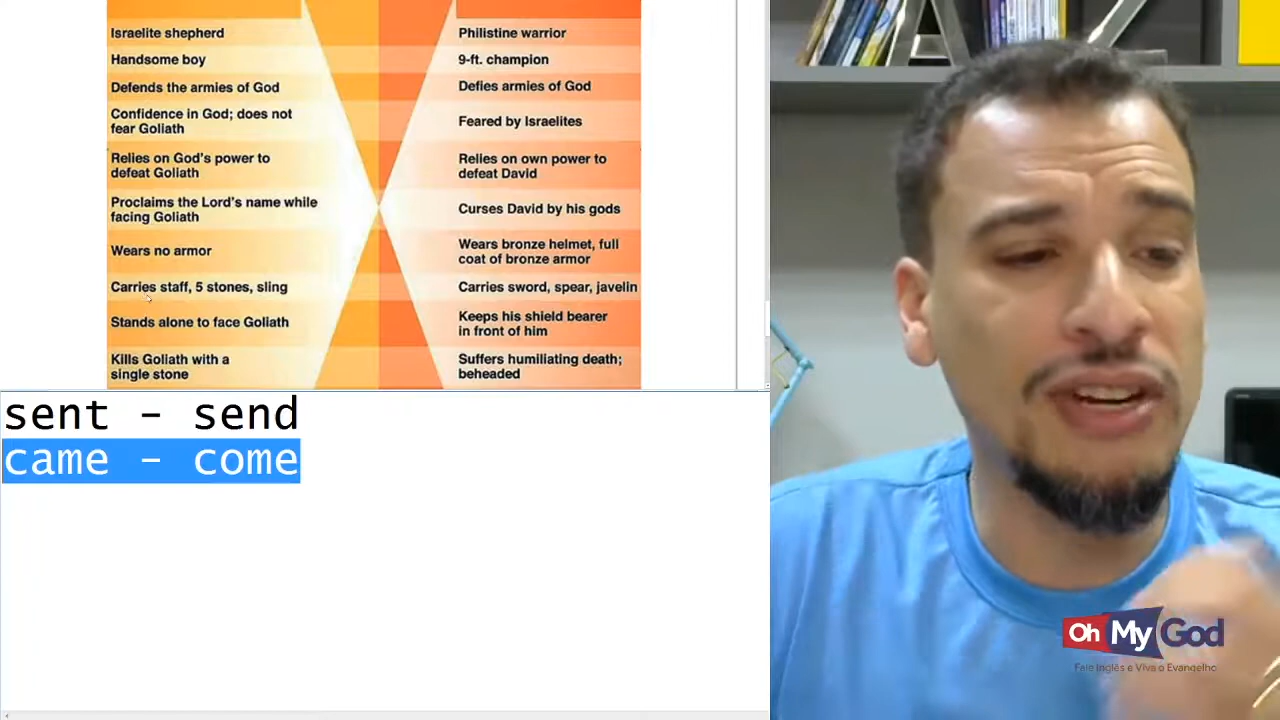 Israelite shepherd
Philistine warrior
Handsome boy
9-ft. champion
Defends the armies of God
Defies armies of God
Confidence in God; does not
fear Goliath
Feared by Israelites
Relies on God's power to
defeat Goliath
Relies on own power to
defeat David
Proclaims the Lord's name while
facing Goliath
Curses David by his gods
Wears no armor
Wears bronze helmet, full
coat of bronze armor
Carries staff, 5 stones, sling
Carries sword, spear, javelin
Stands alone to face Goliath
Keeps his shield bearer
in front of him
Kills Goliath with a
single stone
Suffers humiliating death;
beheaded
sent - send
came - come
Oh My God
Fale Inglês e Viva o Evangelho